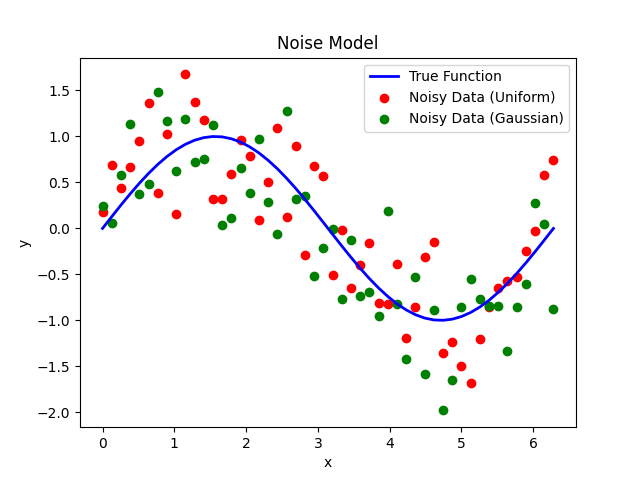 Noise Model
True Function
Noisy Data (Uniform)
Noisy Data (Gaussian)
1.5
1.0
0.5
0.0
−0.5
−1.0
−1.5
−2.0
y
0 1 2 3 4 5 6
x